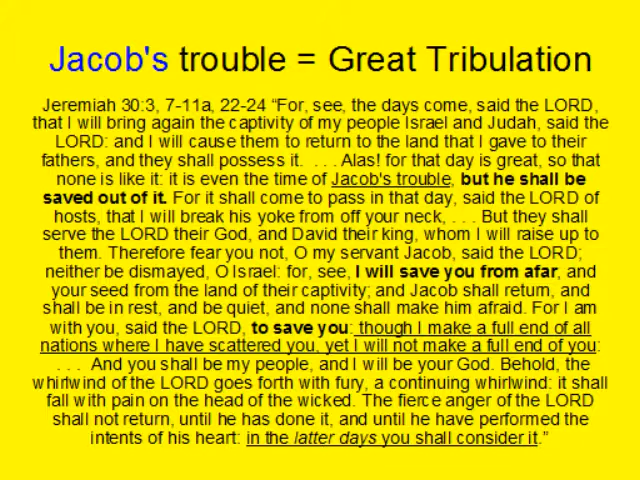 Jacob's trouble = Great Tribulation
Jeremiah 30:3, 7-11a, 22-24 “For, see, the days come, said the LORD,
that I will bring again the captivity of my people Israel and Judah, said the
LORD: and I will cause them to return to the land that I gave to their
fathers, and they shall possess it.  . . . Alas! for that day is great, so that
none is like it: it is even the time of Jacob's trouble, but he shall be
saved out of it. For it shall come to pass in that day, said the LORD of
hosts, that I will break his yoke from off your neck, . . . But they shall
serve the LORD their God, and David their king, whom I will raise up to
them. Therefore fear you not, O my servant Jacob, said the LORD;
neither be dismayed, O Israel: for, see, I will save you from afar, and
your seed from the land of their captivity; and Jacob shall return, and
shall be in rest, and be quiet, and none shall make him afraid. For I am
with you, said the LORD, to save you: though I make a full end of all
nations where I have scattered you, yet I will not make a full end of you:
. . .  And you shall be my people, and I will be your God. Behold, the
whirlwind of the LORD goes forth with fury, a continuing whirlwind: it shall
fall with pain on the head of the wicked. The fierce anger of the LORD
shall not return, until he has done it, and until he have performed the
intents of his heart: in the latter days you shall consider it.”